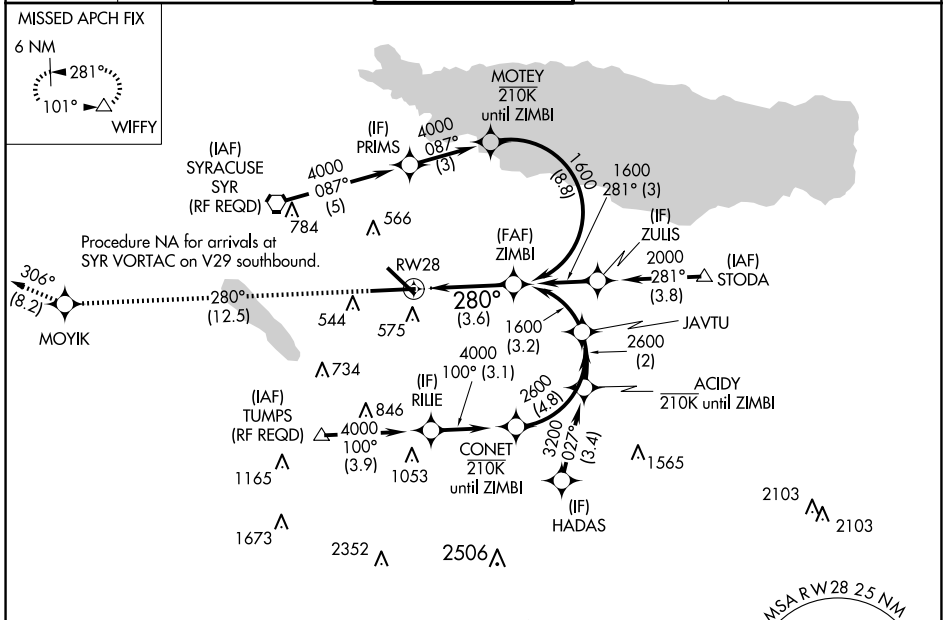 MISSED APCH FIX
6 NM
281°
101°
WIFFY
MOTEY
210K
until ZIMBI
(IF)
PRIMS
4000
087°
(3)
(IAF)
SYRACUSE
SYR
(RF REQD)
4000
087°
(5)
1600
(8.8)
1600
281° (3)
784
566
(IF)
ZULIS
(FAF)
ZIMBI
Procedure NA for arrivals at
SYR VORTAC on V29 southbound.
2000
281°
(3.8)
(IAF)
STODA
RW28
306°
(8.2)
280°
(12.5)
280°
(3.6)
MOYIK
544
575
1600
(3.2)
JAVTU
2600
(2)
4000
100° (3.1)
734
(IF)
RILIE
2600
(4.8)
ACIDY
210K until ZIMBI
(IAF)
TUMPS
(RF REQD)
846
4000
100°
(3.9)
CONET
210K
until ZIMBI
3200
027°
(3.4)
1053
1165
1565
(IF)
HADAS
2103
2103
1673
2352
2506
MSA RW28 25 NM